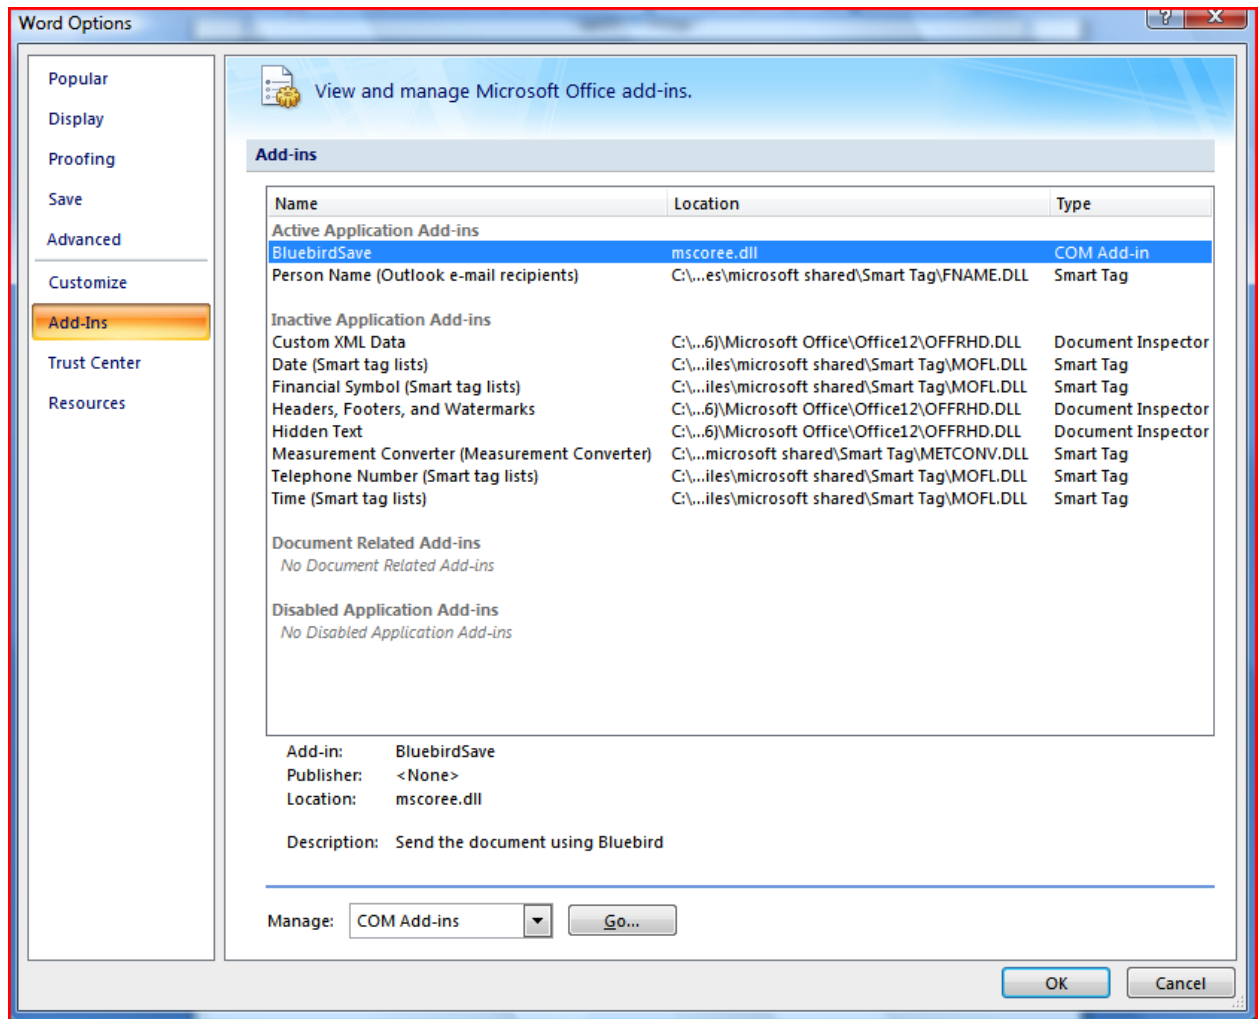 Word Options
?
X
Popular
Display
Proofing
Save
Advanced
Customize
Add-Ins
Trust Center
Resources
View and manage Microsoft Office add-ins.
Add-ins
Name Location Type
Active Application Add-ins
BluebirdSave mscoree.dll COM Add-in
Person Name (Outlook e-mail recipients) C:\...es\microsoft shared\Smart Tag\FNAME.DLL Smart Tag
Inactive Application Add-ins
Custom XML Data C:\...6)\Microsoft Office\Office12\OFFRHD.DLL Document Inspector
Date (Smart tag lists) C:\...iles\microsoft shared\Smart Tag\MOFL.DLL Smart Tag
Financial Symbol (Smart tag lists) C:\...iles\microsoft shared\Smart Tag\MOFL.DLL Smart Tag
Headers, Footers, and Watermarks C:\...6)\Microsoft Office\Office12\OFFRHD.DLL Document Inspector
Hidden Text C:\...6)\Microsoft Office\Office12\OFFRHD.DLL Document Inspector
Measurement Converter (Measurement Converter) C:\...microsoft shared\Smart Tag\METCONV.DLL Smart Tag
Telephone Number (Smart tag lists) C:\...iles\microsoft shared\Smart Tag\MOFL.DLL Smart Tag
Time (Smart tag lists) C:\...iles\microsoft shared\Smart Tag\MOFL.DLL Smart Tag
Document Related Add-ins
No Document Related Add-ins
Disabled Application Add-ins
No Disabled Application Add-ins
Add-in: BluebirdSave
Publisher: <None>
Location: mscoree.dll
Description: Send the document using Bluebird
Manage: COM Add-ins Go...
OK Cancel